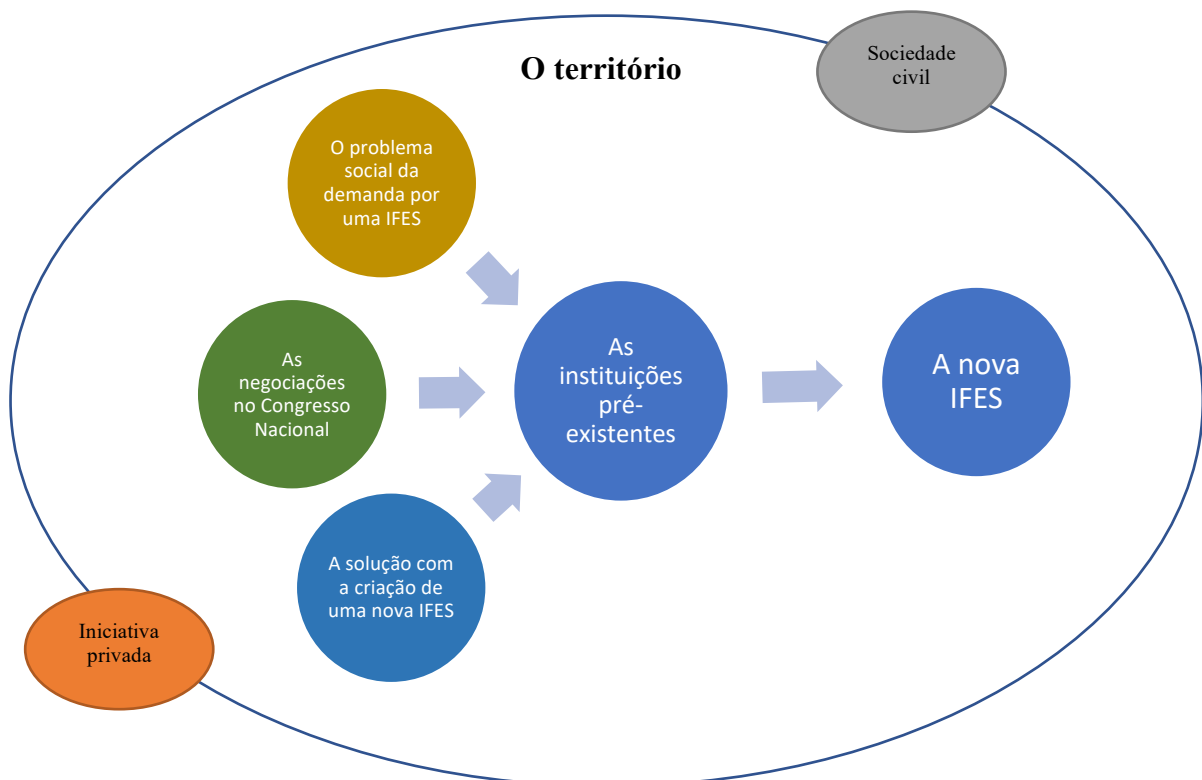 O território
Sociedade
civil
O problema
social da
demanda por
uma IFES
As
negociações
no Congresso
Nacional
As
instituições
pré-
existentes
A nova
IFES
A solução com
a criação de
uma nova IFES
Iniciativa
privada